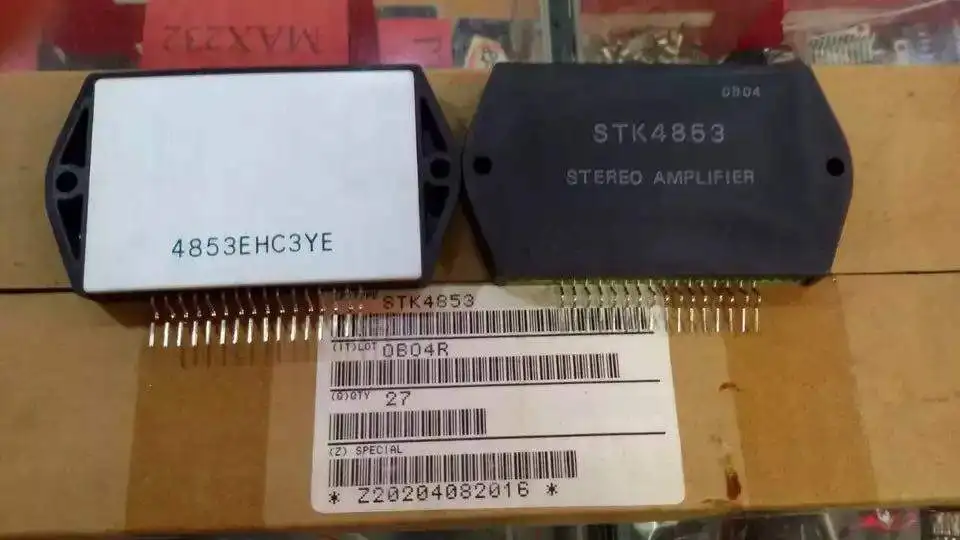 MAX232
0B04
STK4853
STEREO AMPLIFIER
4853EHC3YE
STK4853
(1T)LOT 0B04R
(Q)QTY 27
(Z) SPECIAL
* Z20204082016 *